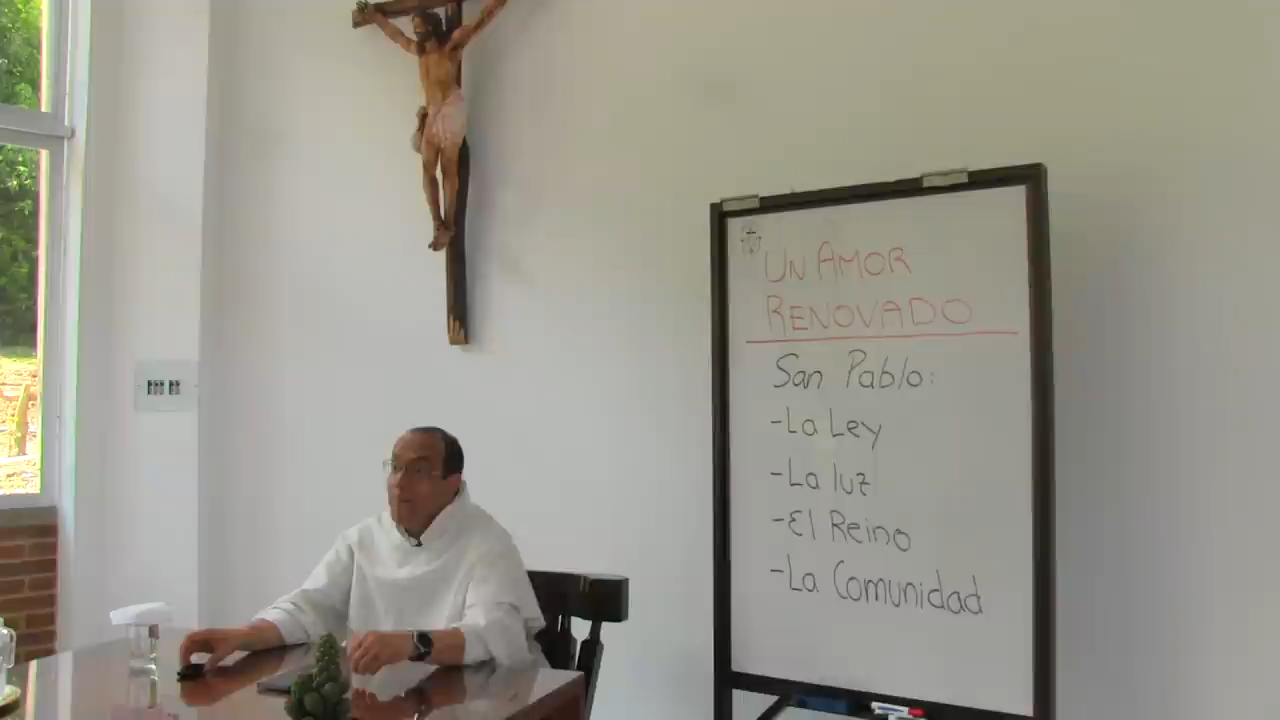 UN AMOR
RENOVADO
San Pablo:
-La Ley
-La luz
-El Reino
-La Comunidad